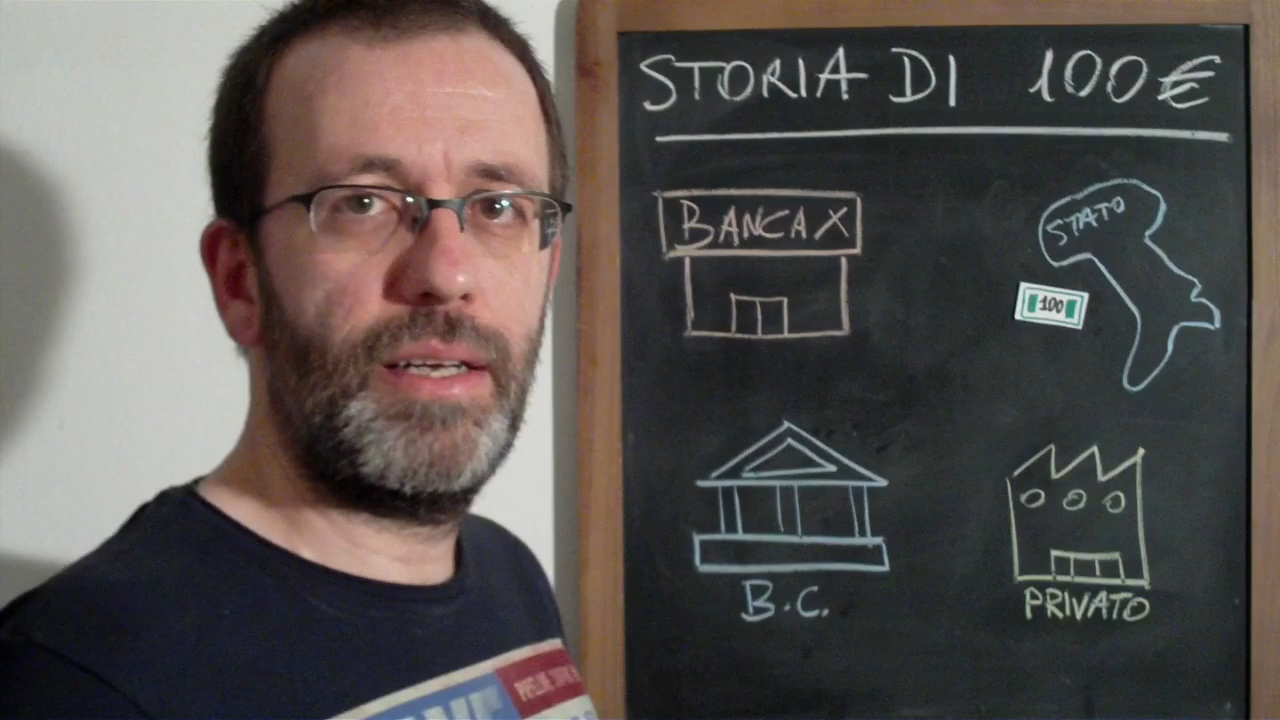 STORIA DI 100€
BANCA X
STATO
100
B.C.
PRIVATO